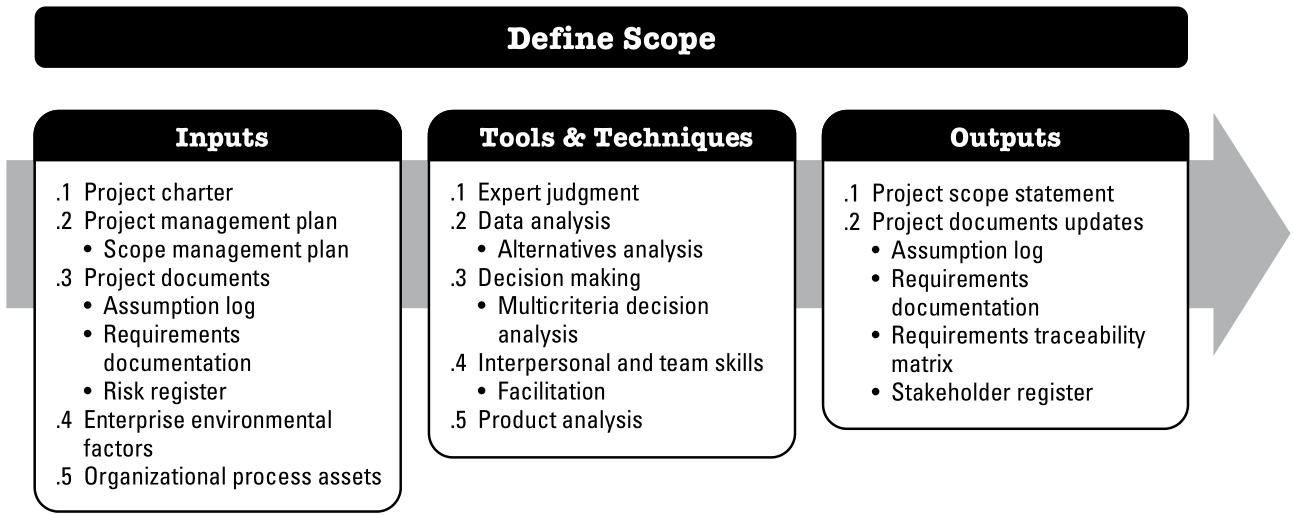 Define Scope
Inputs
.1 Project charter
.2 Project management plan
• Scope management plan
.3 Project documents
• Assumption log
• Requirements
documentation
• Risk register
.4 Enterprise environmental
factors
.5 Organizational process assets
Tools & Techniques
.1 Expert judgment
.2 Data analysis
• Alternatives analysis
.3 Decision making
• Multicriteria decision
analysis
.4 Interpersonal and team skills
• Facilitation
.5 Product analysis
Outputs
.1 Project scope statement
.2 Project documents updates
• Assumption log
• Requirements
documentation
• Requirements traceability
matrix
• Stakeholder register